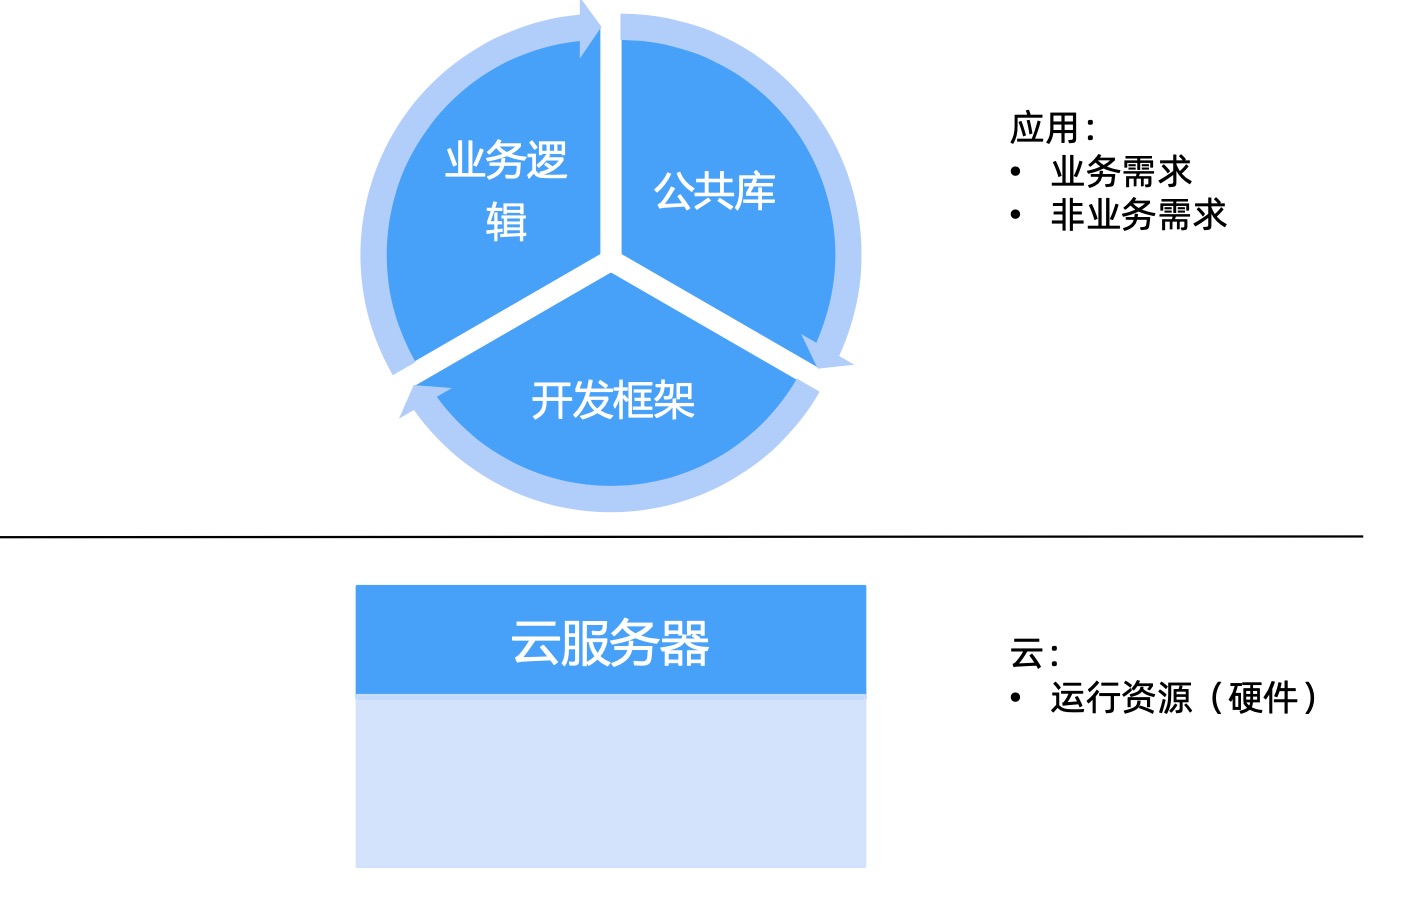 业务逻
辑
公共库
开发框架
应用：
• 业务需求
• 非业务需求
云服务器
云：
• 运行资源（硬件）